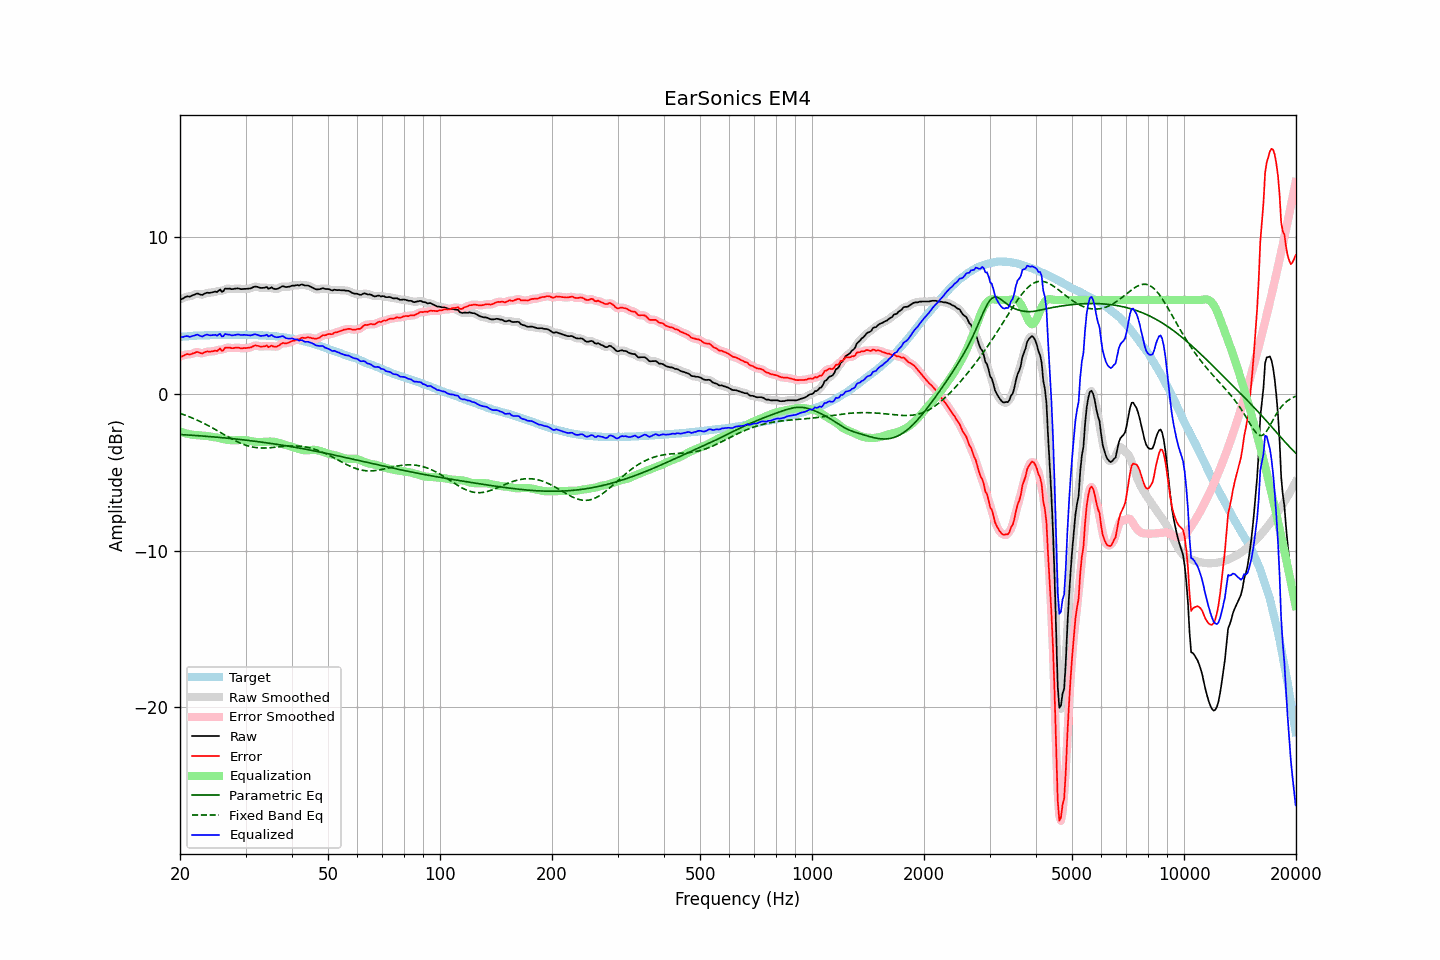 EarSonics EM4
Amplitude (dBr)
10
0
−10
−20
Target
Raw Smoothed
Error Smoothed
Raw
Error
Equalization
Parametric Eq
Fixed Band Eq
Equalized
20 50 100 200 500 1000 2000 5000 10000 20000
Frequency (Hz)